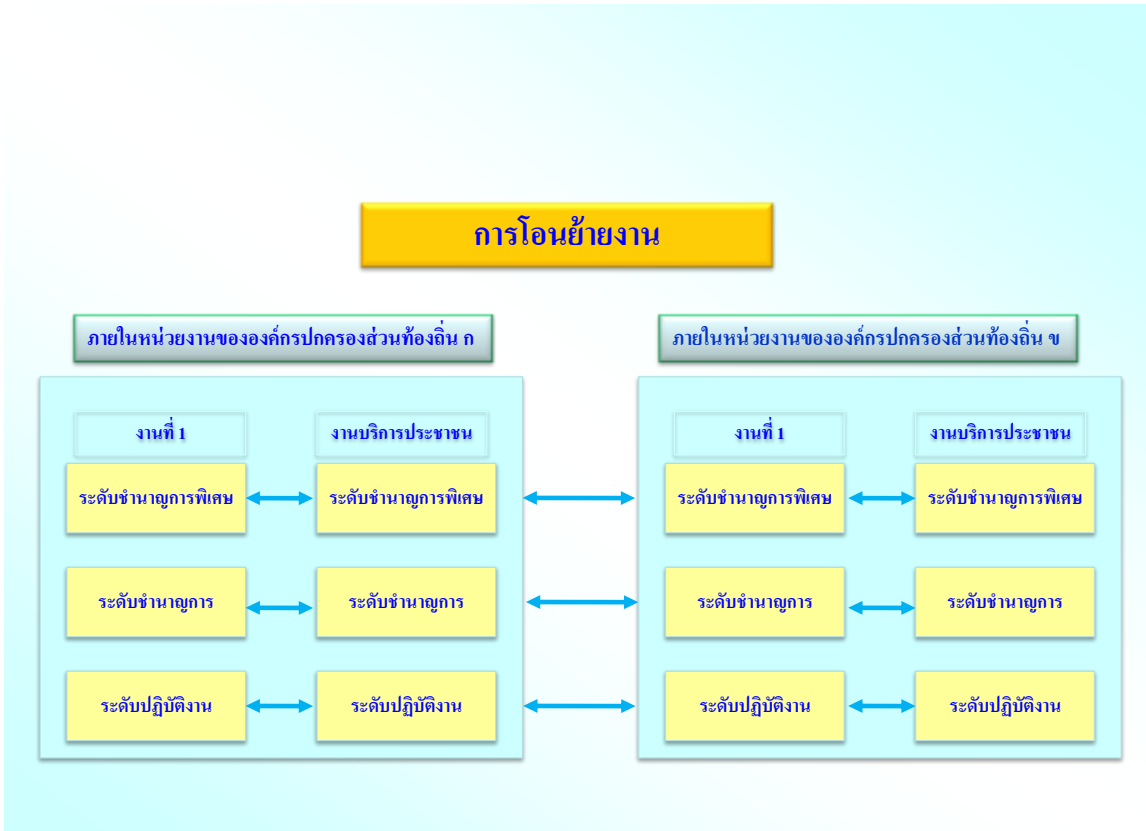 การโอนย้ายงาน
ภายในหน่วยงานขององค์กรปกครองส่วนท้องถิ่น ก
ภายในหน่วยงานขององค์กรปกครองส่วนท้องถิ่น ข
งานที่ 1
งานบริการประชาชน
งานที่ 1
งานบริการประชาชน
ระดับชำนาญการพิเศษ
ระดับชำนาญการพิเศษ
ระดับชำนาญการพิเศษ
ระดับชำนาญการพิเศษ
ระดับชำนาญการ
ระดับชำนาญการ
ระดับชำนาญการ
ระดับชำนาญการ
ระดับปฏิบัติงาน
ระดับปฏิบัติงาน
ระดับปฏิบัติงาน
ระดับปฏิบัติงาน